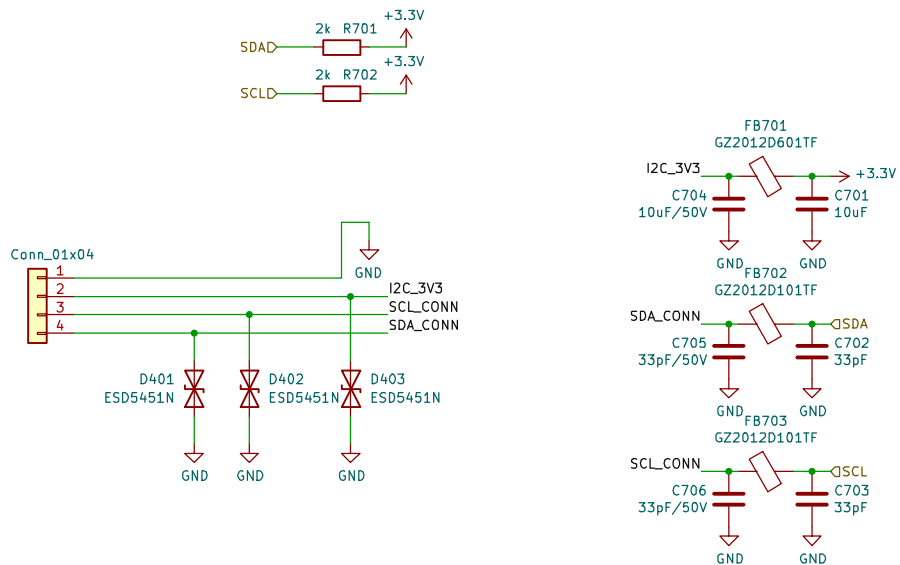 +3.3V
2k R701
SDA
+3.3V
2k R702
SCL
FB701
GZ2012D601TF
I2C_3V3
+3.3V
C704
10uF/50V
C701
10uF
GND
GND
Conn_01x04
1
2
3
4
GND
I2C_3V3
SCL_CONN
SDA_CONN
FB702
GZ2012D101TF
SDA_CONN
SDA
C705
33pF/50V
C702
33pF
GND
GND
D401
ESD5451N
D402
ESD5451N
D403
ESD5451N
GND
GND
GND
FB703
GZ2012D101TF
SCL_CONN
SCL
C706
33pF/50V
C703
33pF
GND
GND